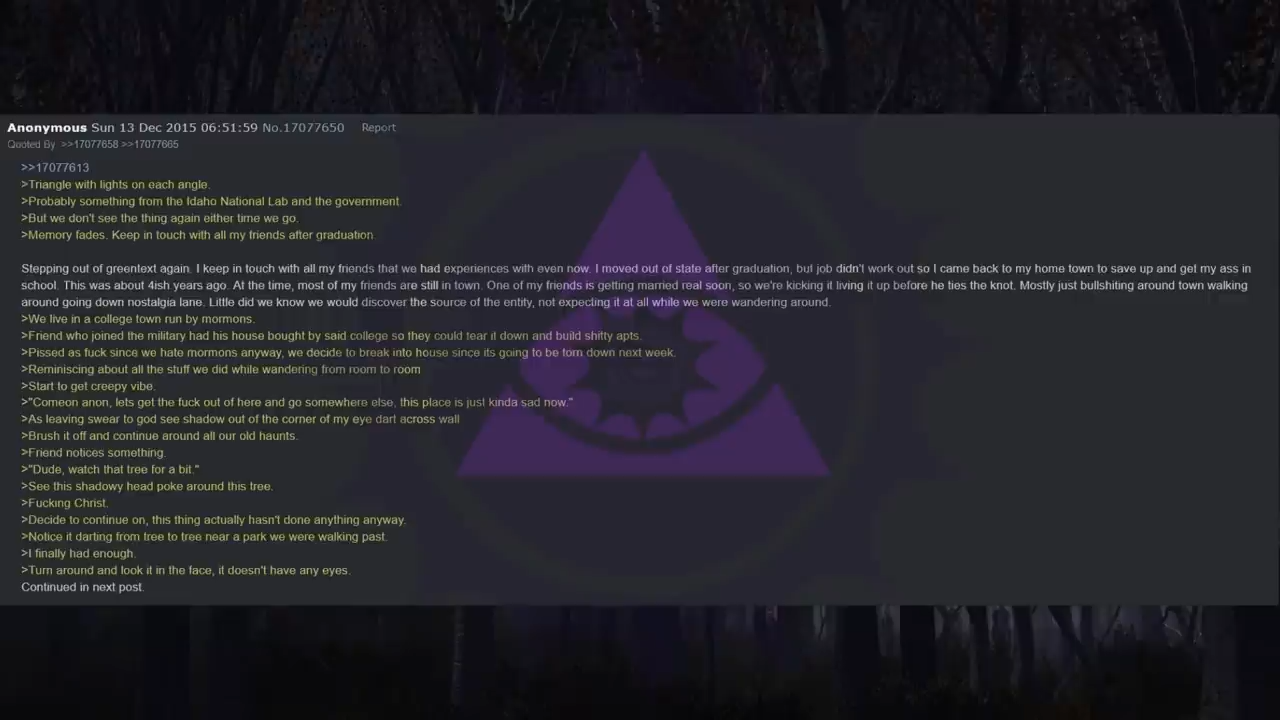 Anonymous Sun 13 Dec 2015 06:51:59 No.17077650 Report
Quoted By >>17077658 >>17077665
>>17077613
>Triangle with lights on each angle.
>Probably something from the Idaho National Lab and the government.
>But we don't see the thing again either time we go.
>Memory fades. Keep in touch with all my friends after graduation.
Stepping out of greentext again. I keep in touch with all my friends that we had experiences with even now. I moved out of state after graduation, but job didn't work out so I came back to my home town to save up and get my ass in
school. This was about 4ish years ago. At the time, most of my friends are still in town. One of my friends is getting married real soon, so we're kicking it living it up before he ties the knot. Mostly just bullshiting around town walking
around going down nostalgia lane. Little did we know we would discover the source of the entity, not expecting it at all while we were wandering around.
>We live in a college town run by mormons.
>Friend who joined the military had his house bought by said college so they could tear it down and build shitty apts.
>Pissed as fuck since we hate mormons anyway, we decide to break into house since its going to be torn down next week.
>Reminiscing about all the stuff we did while wandering from room to room
>Start to get creepy vibe.
>"Comeon anon, lets get the fuck out of here and go somewhere else, this place is just kinda sad now."
>As leaving swear to god see shadow out of the corner of my eye dart across wall
>Brush it off and continue around all our old haunts.
>Friend notices something.
>"Dude, watch that tree for a bit."
>See this shadowy head poke around this tree.
>Fucking Christ.
>Decide to continue on, this thing actually hasn't done anything anyway.
>Notice it darting from tree to tree near a park we were walking past.
>I finally had enough.
>Turn around and look it in the face, it doesn't have any eyes.
Continued in next post.